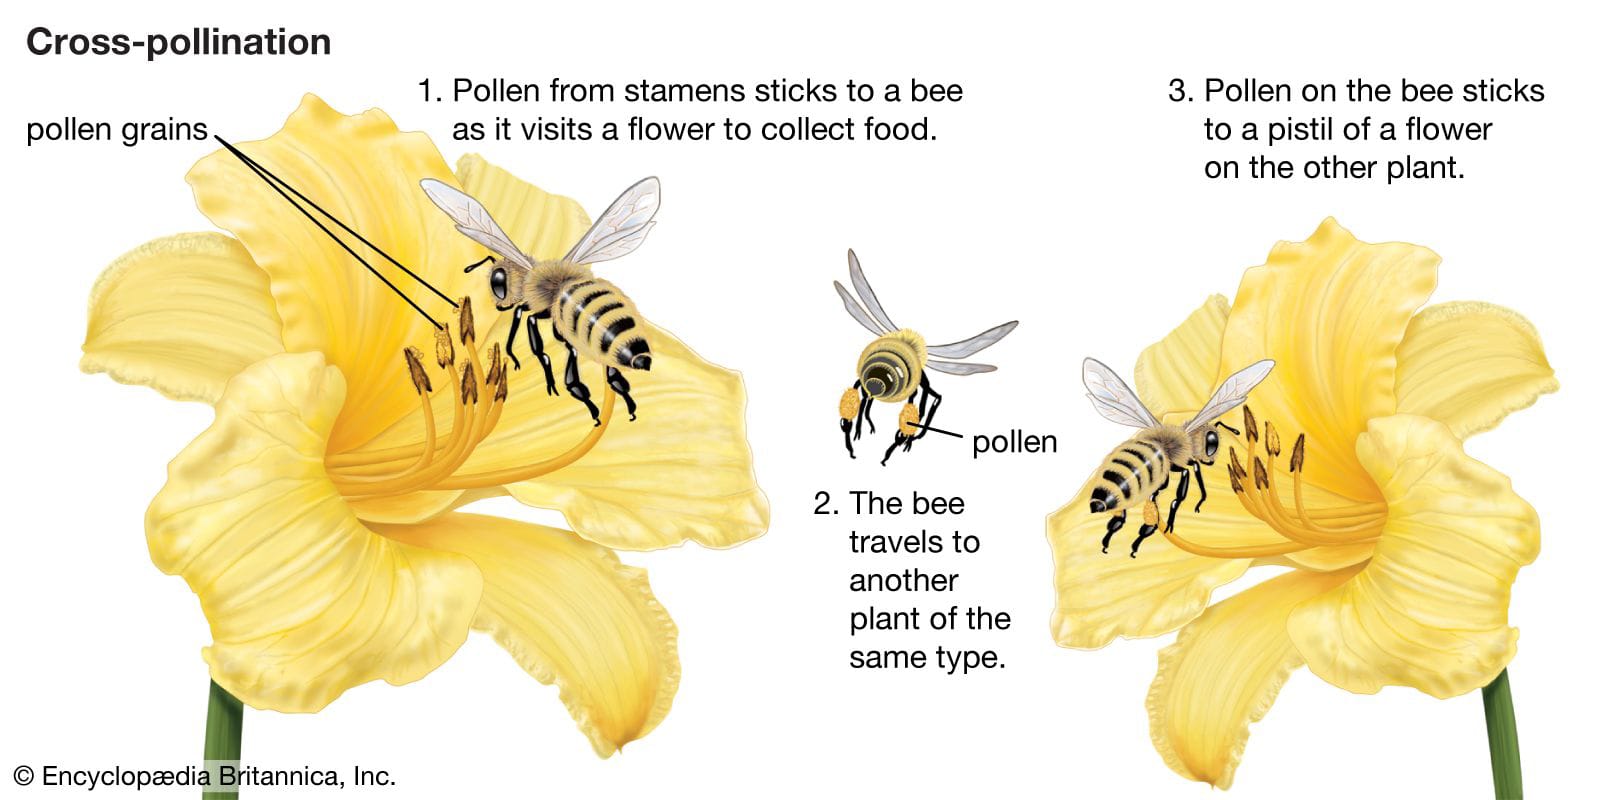 Cross-pollination
pollen grains
1. Pollen from stamens sticks to a bee
as it visits a flower to collect food.
pollen
2. The bee
travels to
another
plant of the
same type.
3. Pollen on the bee sticks
to a pistil of a flower
on the other plant.
© Encyclopædia Britannica, Inc.